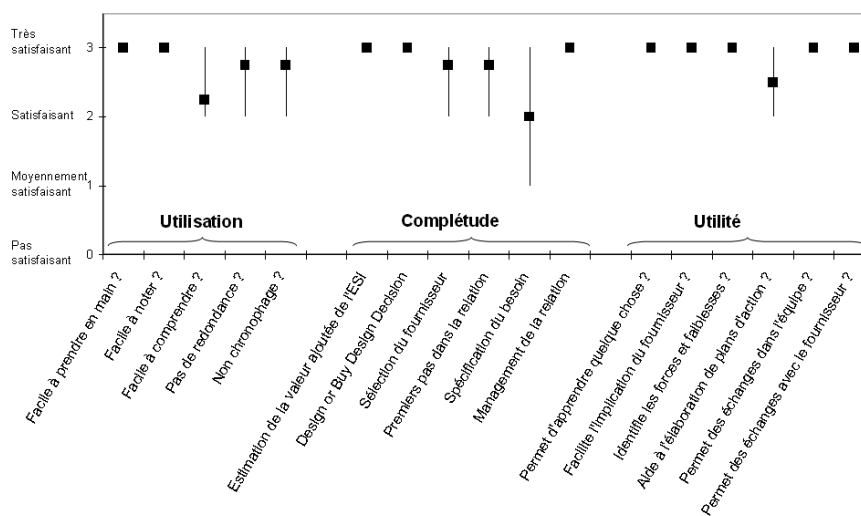 Très
satisfaisant
3
Satisfaisant
2
Moyennement
satisfaisant
1
Pas
satisfaisant
0
Utilisation
Complétude
Utilité
Facile à prendre en main ?
Facile à noter ?
Facile à comprendre ?
Pas de redondance ?
Non chronophage ?
Estimation de la valeur ajoutée de l'ESI
Design or Buy Design Decision
Sélection du fournisseur
Premiers pas dans la relation
Spécification du besoin
Management de la relation
Permet d'apprendre quelque chose ?
Facilite l'implication du fournisseur ?
Identifie les forces et faiblesses ?
Aide à l'élaboration de plans d'action ?
Permet des échanges dans l'équipe ?
Permet des échanges avec le fournisseur ?